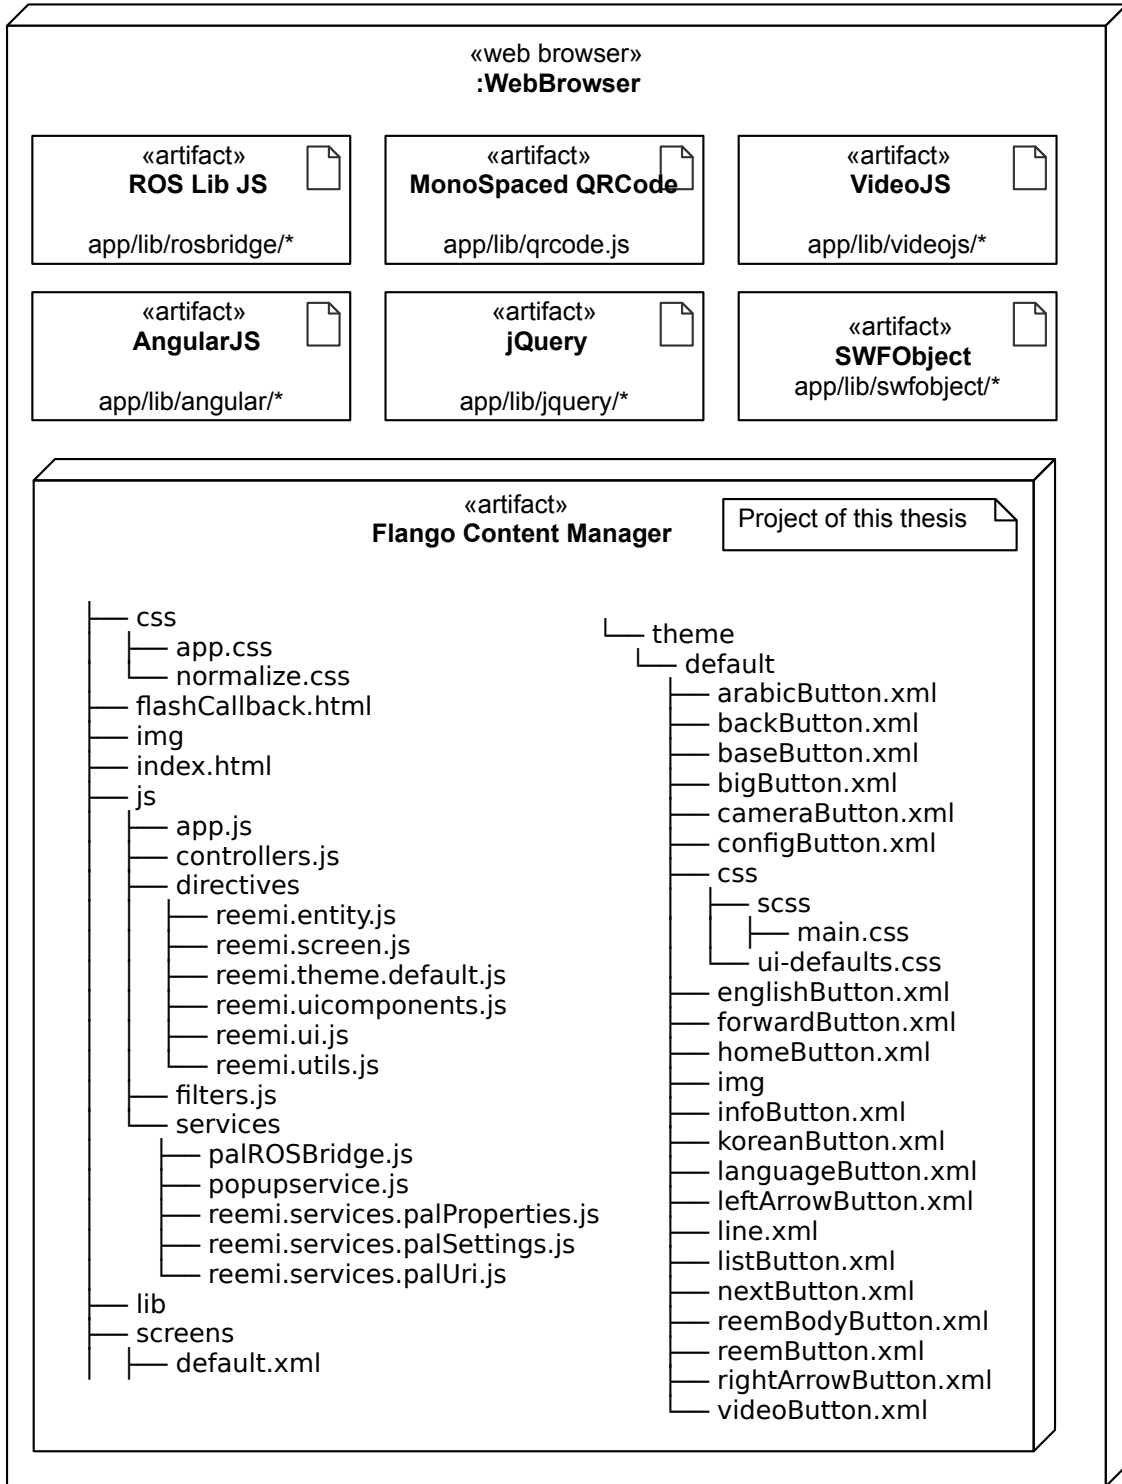 «web browser»
:WebBrowser
«artifact»
ROS Lib JS
app/lib/rosbridge/*
«artifact»
MonoSpaced QRCode
app/lib/qrcode.js
«artifact»
VideoJS
app/lib/videojs/*
«artifact»
AngularJS
app/lib/angular/*
«artifact»
jQuery
app/lib/jquery/*
«artifact»
SWFObject
app/lib/swfobject/*
«artifact»
Flango Content Manager
Project of this thesis
css
app.css
normalize.css
flashCallback.html
img
index.html
js
app.js
controllers.js
directives
reemi.entity.js
reemi.screen.js
reemi.theme.default.js
reemi.uicomponents.js
reemi.ui.js
reemi.utils.js
filters.js
services
palROSBridge.js
popupservice.js
reemi.services.palProperties.js
reemi.services.palSettings.js
reemi.services.palUri.js
lib
screens
default.xml
theme
default
arabicButton.xml
backButton.xml
baseButton.xml
bigButton.xml
cameraButton.xml
configButton.xml
css
scss
main.css
ui-defaults.css
englishButton.xml
forwardButton.xml
homeButton.xml
img
infoButton.xml
koreanButton.xml
languageButton.xml
leftArrowButton.xml
line.xml
listButton.xml
nextButton.xml
reemBodyButton.xml
reemButton.xml
rightArrowButton.xml
videoButton.xml